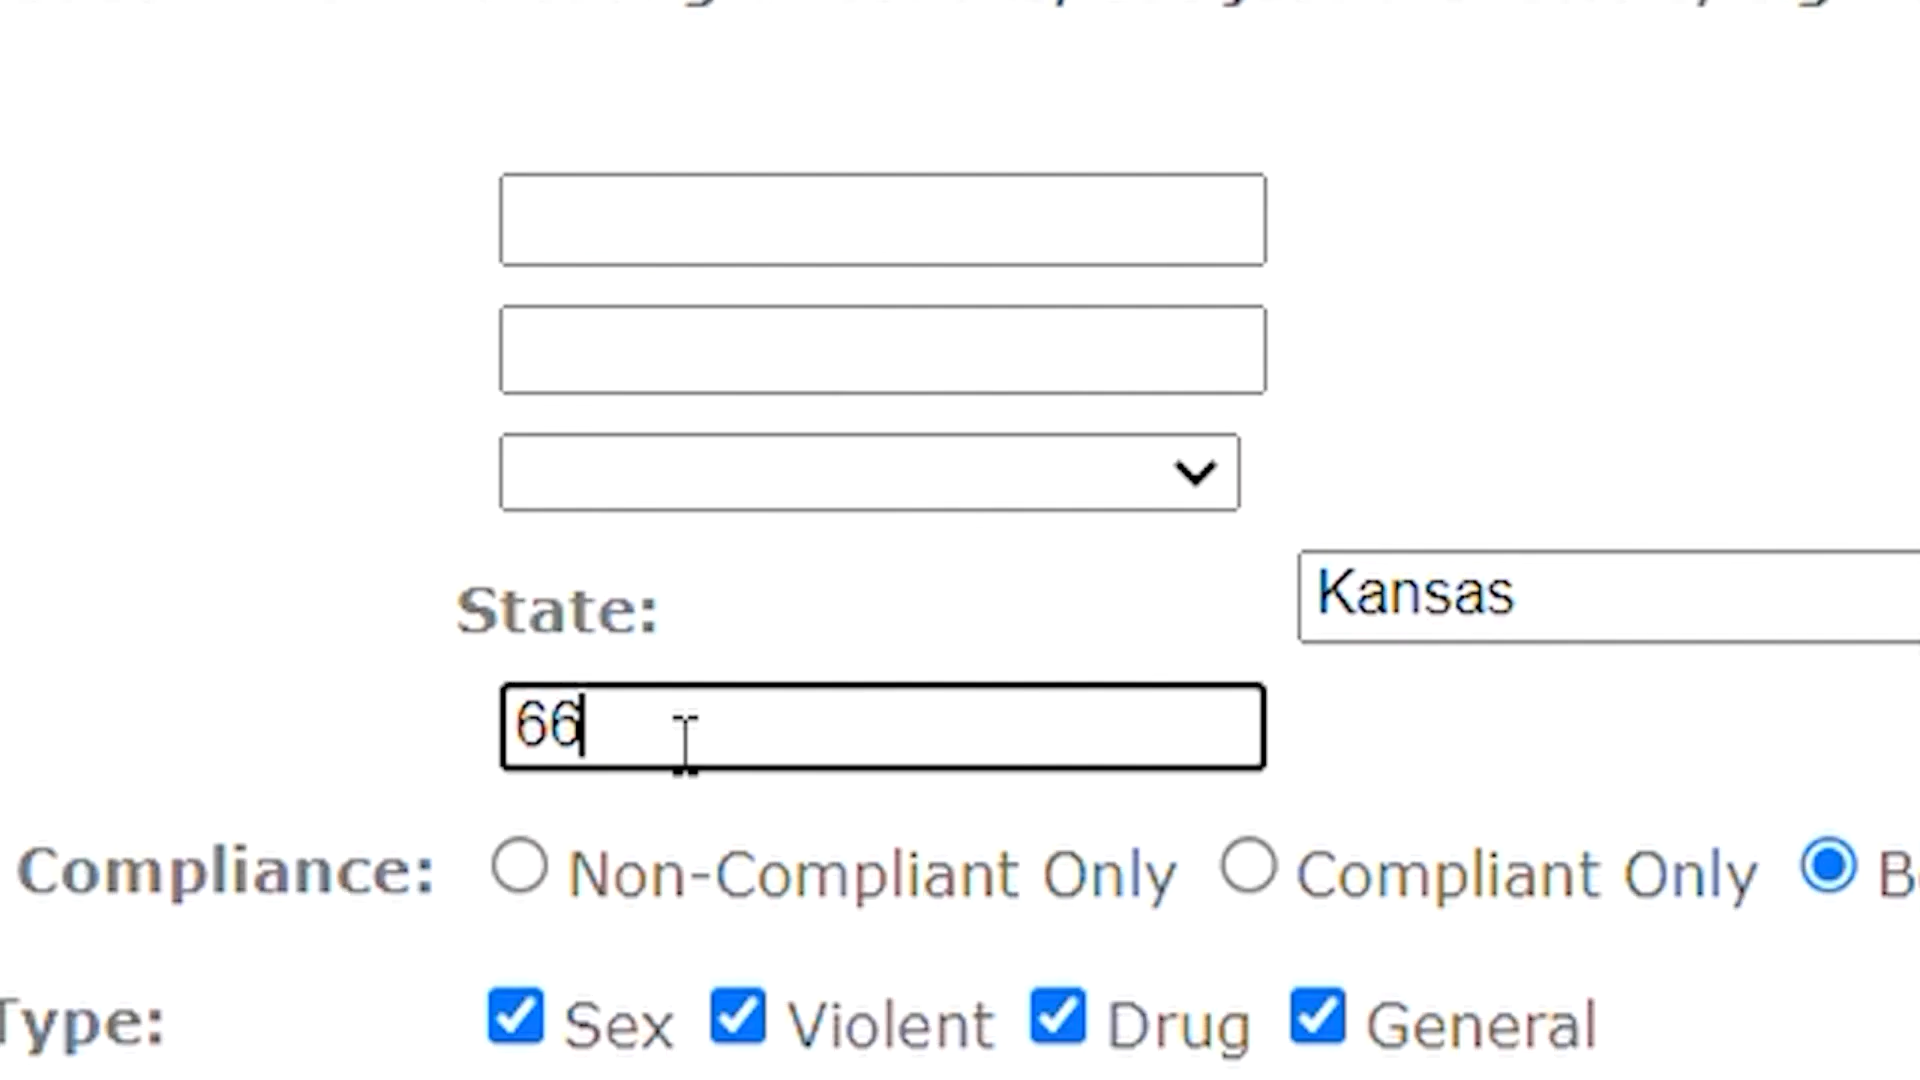 State:
Kansas
66
Compliance: Non-Compliant Only Compliant Only
Type: Sex Violent Drug General